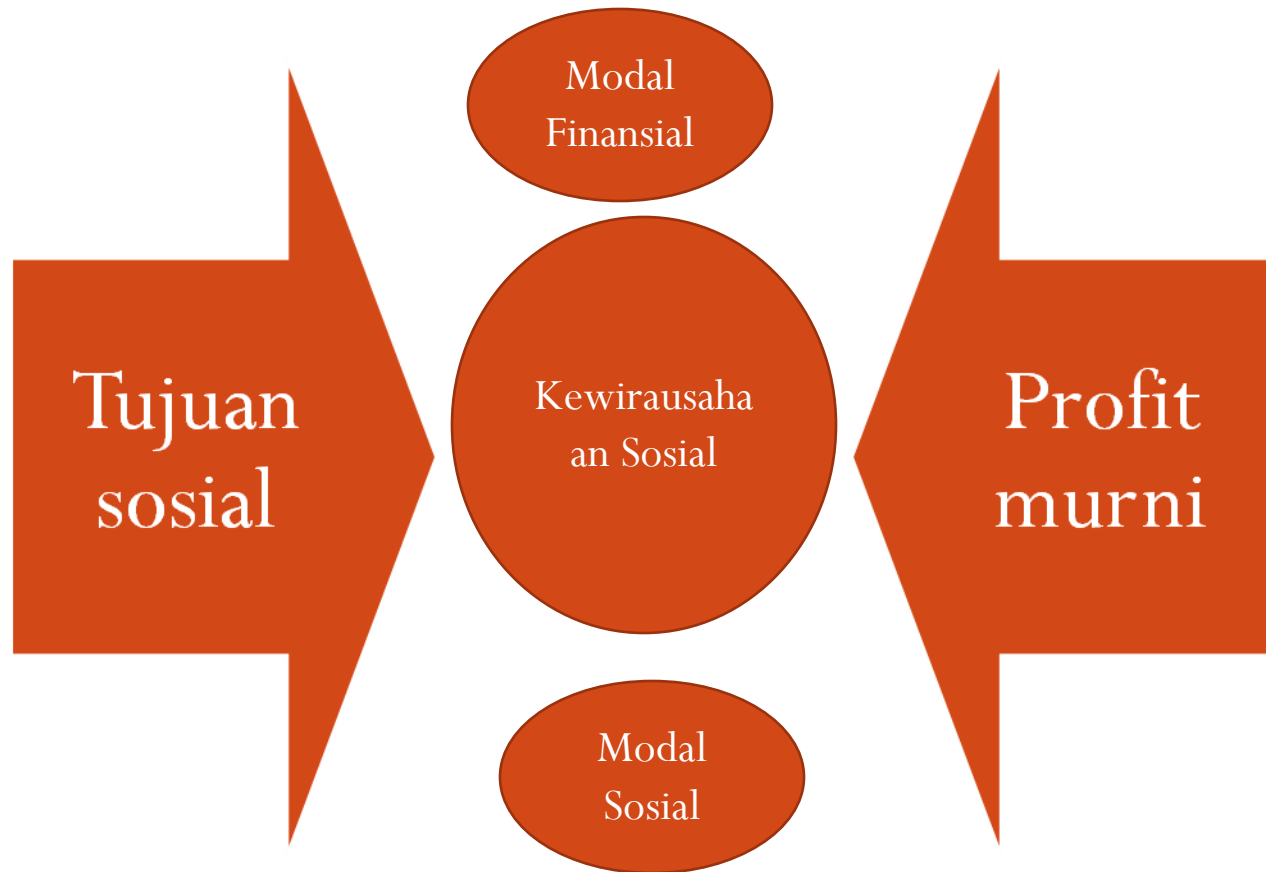 Modal
Finansial
Tujuan
sosial
Kewirausaha
an Sosial
Profit
murni
Modal
Sosial